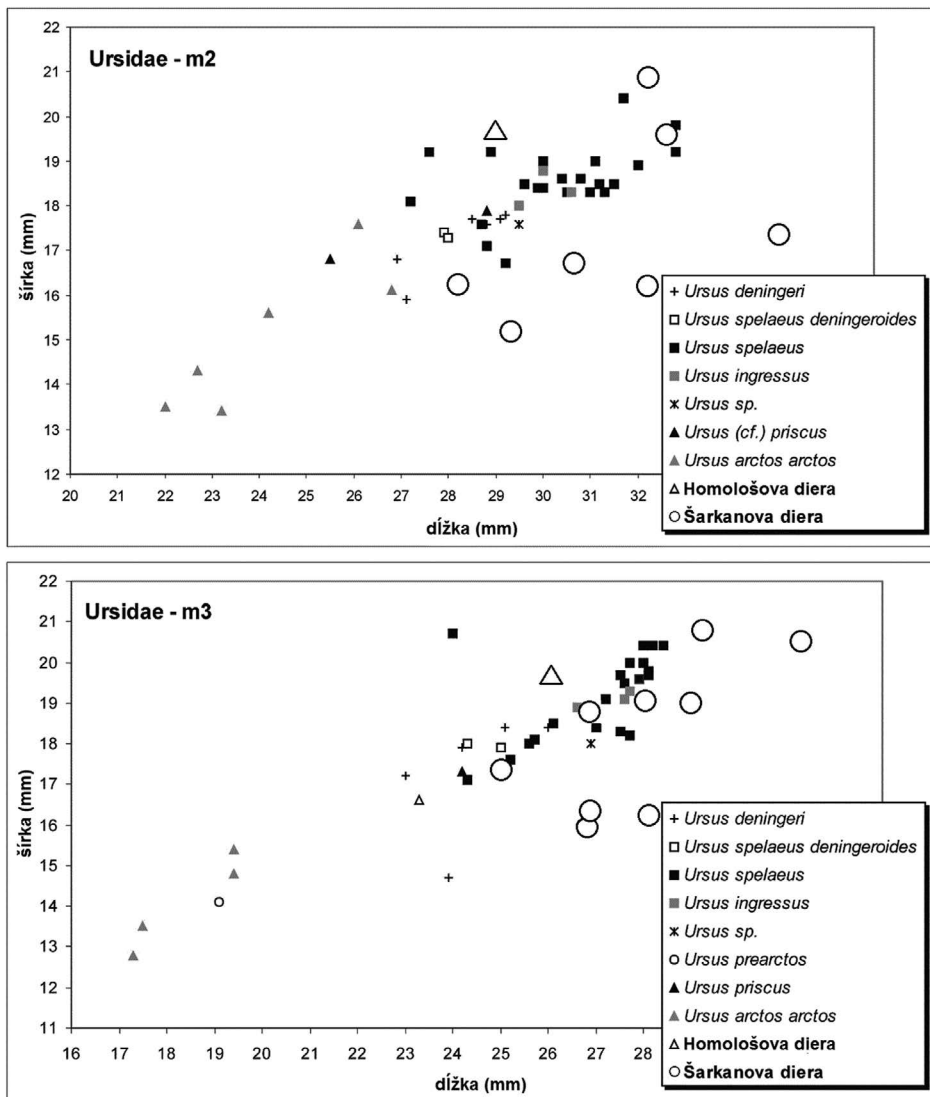 Ursidae - m2
22
21
20
19
18
17
16
15
14
13
12
šírka (mm)
20 21 22 23 24 25 26 27 28 29 30 31 32
dĺžka (mm)
Ursus deningeri
Ursus spelaeus deningeroides
Ursus spelaeus
Ursus ingressus
Ursus sp.
Ursus (cf.) priscus
Ursus arctos arctos
Homološova diera
Šarkanova diera
Ursidae - m3
22
21
20
19
18
17
16
15
14
13
12
11
šírka (mm)
16 17 18 19 20 21 22 23 24 25 26 27 28
dĺžka (mm)
Ursus deningeri
Ursus spelaeus deningeroides
Ursus spelaeus
Ursus ingressus
Ursus sp.
Ursus prearctos
Ursus priscus
Ursus arctos arctos
Homološova diera
Šarkanova diera